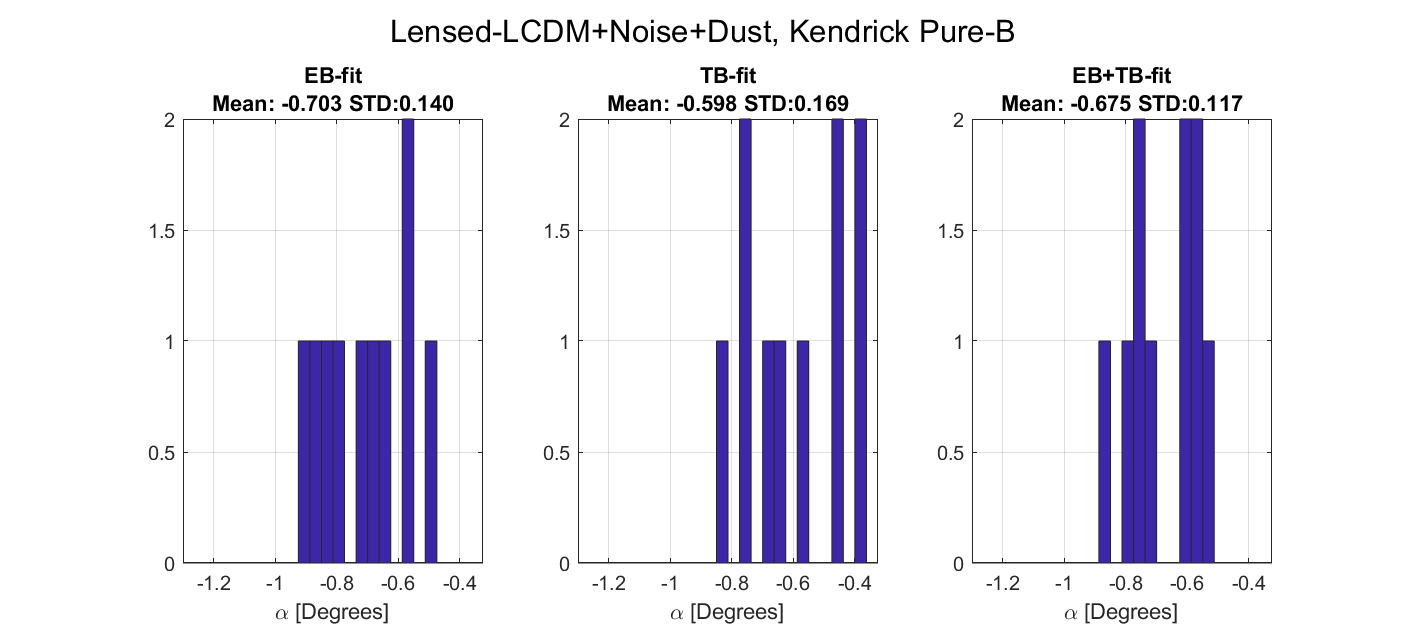 Lensed-LCDM+Noise+Dust, Kendrick Pure-B
EB-fit
Mean: -0.703 STD:0.140
2
1.5
1
0.5
0
-1.2 -1 -0.8 -0.6 -0.4
α [Degrees]
TB-fit
Mean: -0.598 STD:0.169
2
1.5
1
0.5
0
-1.2 -1 -0.8 -0.6 -0.4
α [Degrees]
EB+TB-fit
Mean: -0.675 STD:0.117
2
1.5
1
0.5
0
-1.2 -1 -0.8 -0.6 -0.4
α [Degrees]